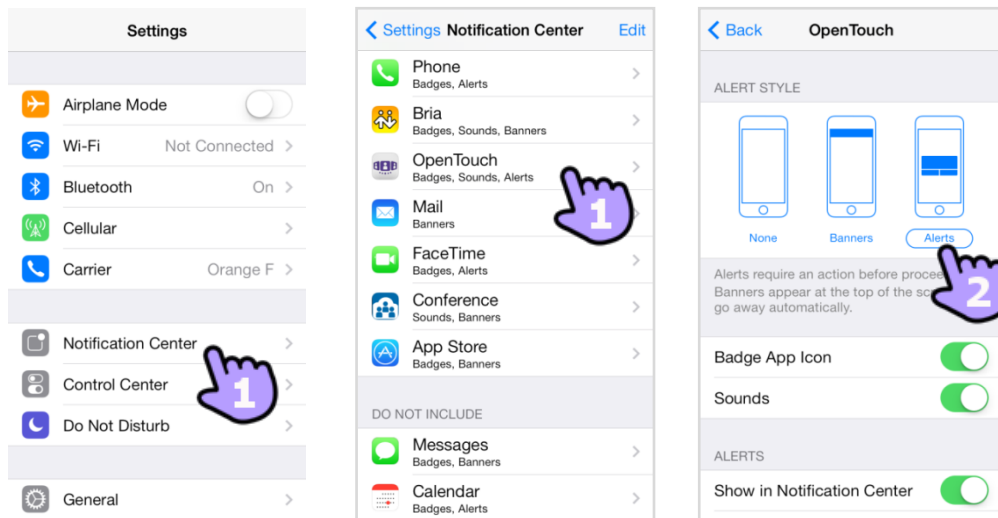 Settings
Airplane Mode
Wi-Fi Not Connected
Bluetooth On
Cellular
Carrier Orange F
Notification Center
1
Control Center
Do Not Disturb
General
Settings Notification Center Edit
Phone
Badges, Alerts
Bria
Badges, Sounds, Banners
OpenTouch
Badges, Sounds, Alerts
1
Mail
Banners
FaceTime
Badges, Alerts
Conference
Sounds, Banners
App Store
Badges, Banners
DO NOT INCLUDE
Messages
Badges, Banners
Calendar
Badges, Alerts
Back OpenTouch
ALERT STYLE
None Banners Alerts
2
Alerts require an action before
Banners appear at the top of the
go away automatically.
Badge App Icon
Sounds
ALERTS
Show in Notification Center